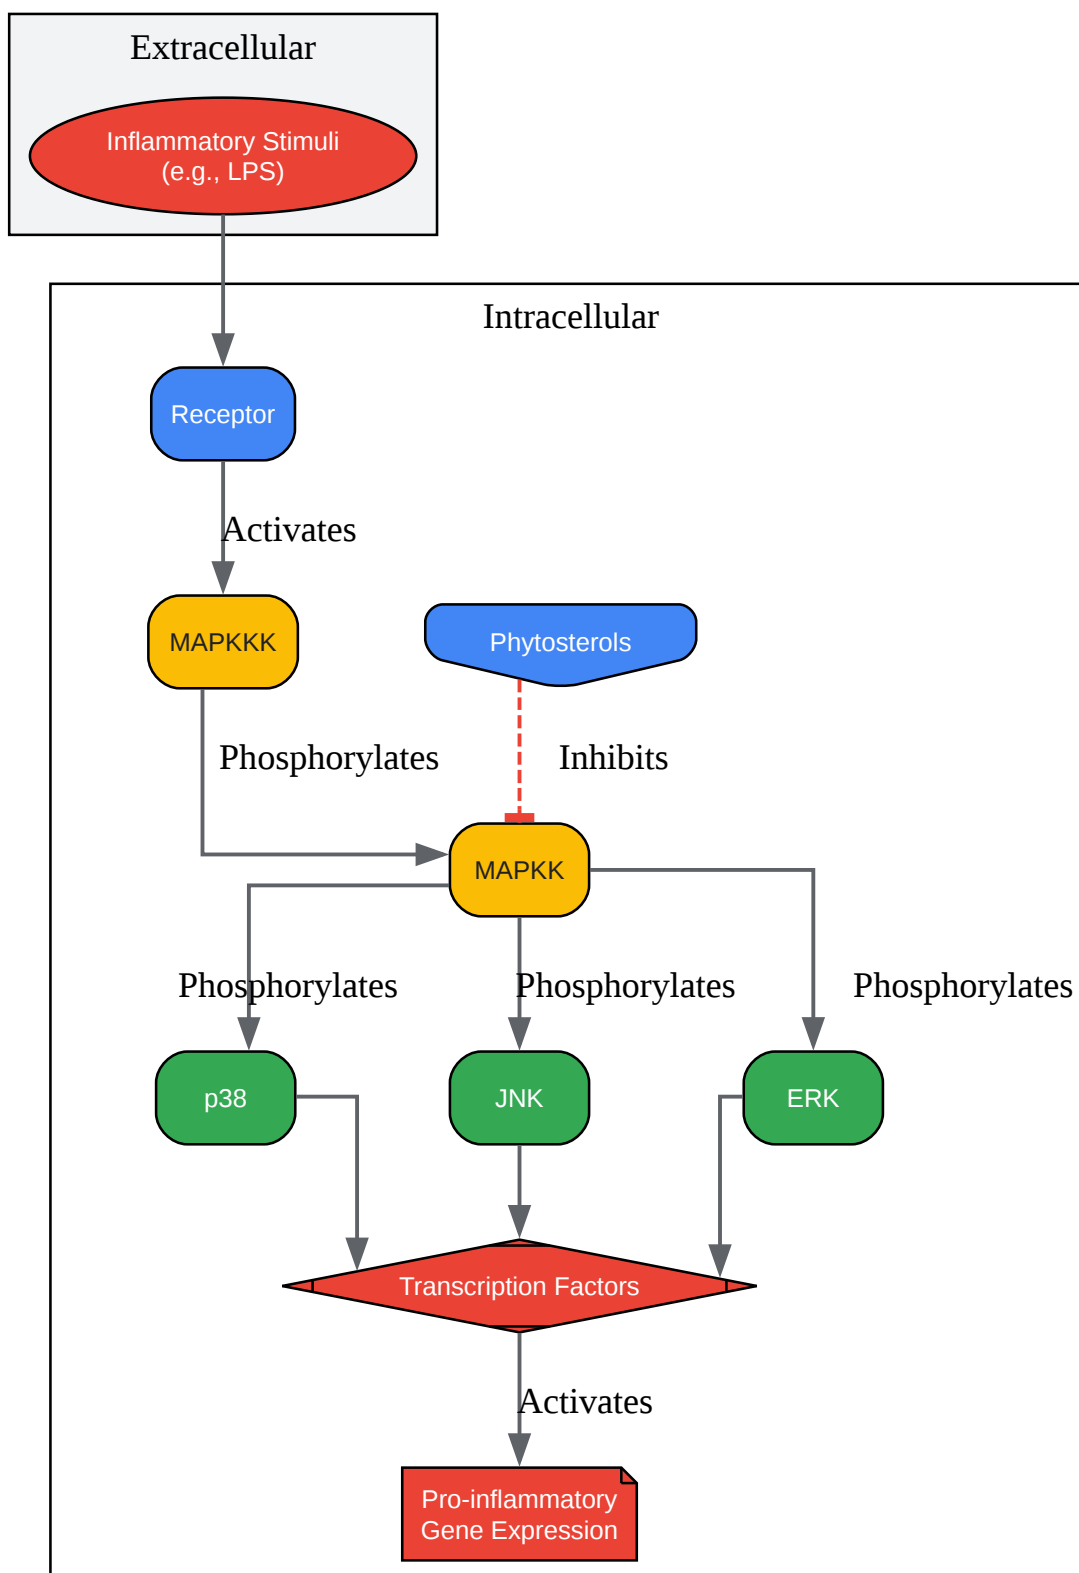 Extracellular
Inflammatory Stimuli
(e.g., LPS)
Intracellular
Receptor
Activates
MAPKKK
Phytosterols
Phosphorylates
Inhibits
MAPKK
Phosphorylates
Phosphorylates
Phosphorylates
p38
JNK
ERK
Transcription Factors
Activates
Pro-inflammatory
Gene Expression